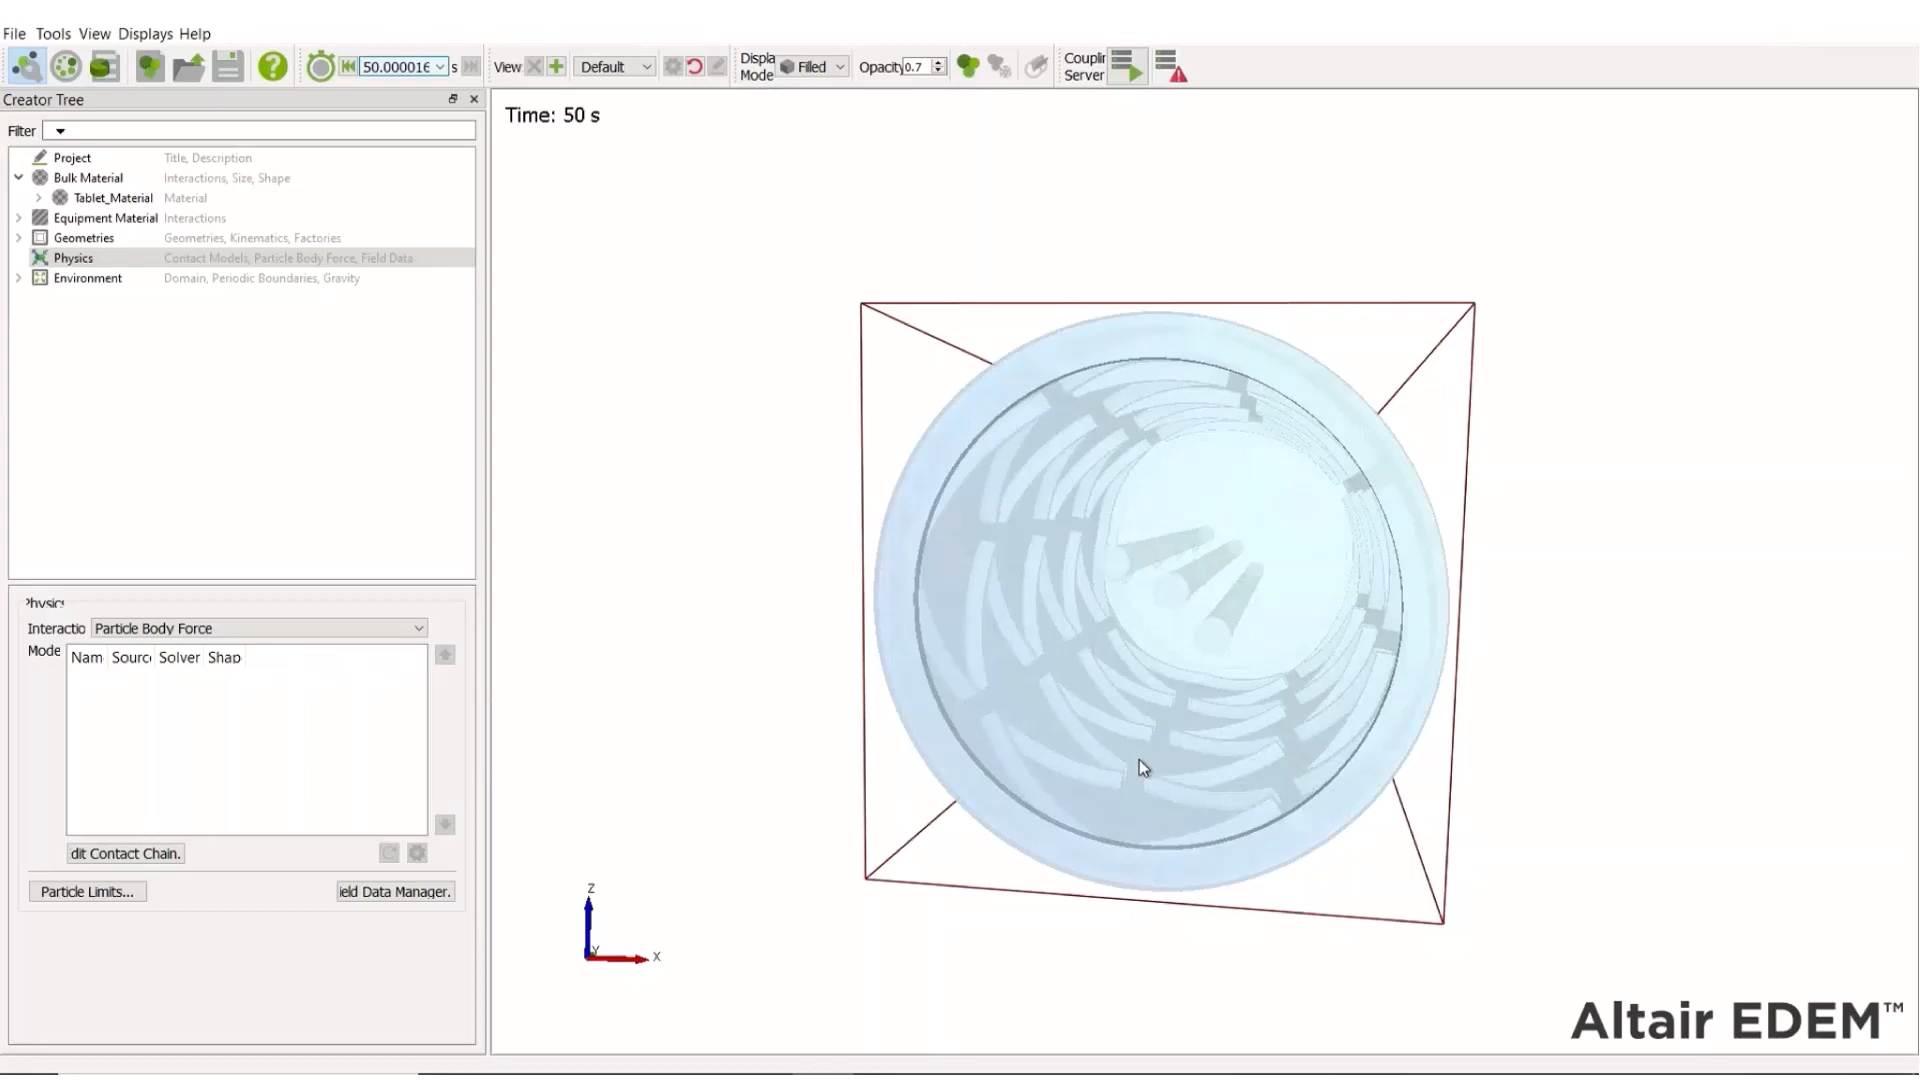 File Tools View Displays Help
50.000016 s View Default Displa Mode Filled Opacity 0.7 Couplir Server
Creator Tree
Filter
Project Title, Description
Bulk Material Interactions, Size, Shape
Tablet_Material Material
Equipment Material Interactions
Geometries Geometries, Kinematics, Factories
Physics Contact Models, Particle Body Force, Field Data
Environment Domain, Periodic Boundaries, Gravity
Time: 50 s
Physics
Interactio Particle Body Force
Mode
Nam Sourc Solver Shap
dit Contact Chain.
Particle Limits... ield Data Manager.
Z
Y
X
Altair EDEM™